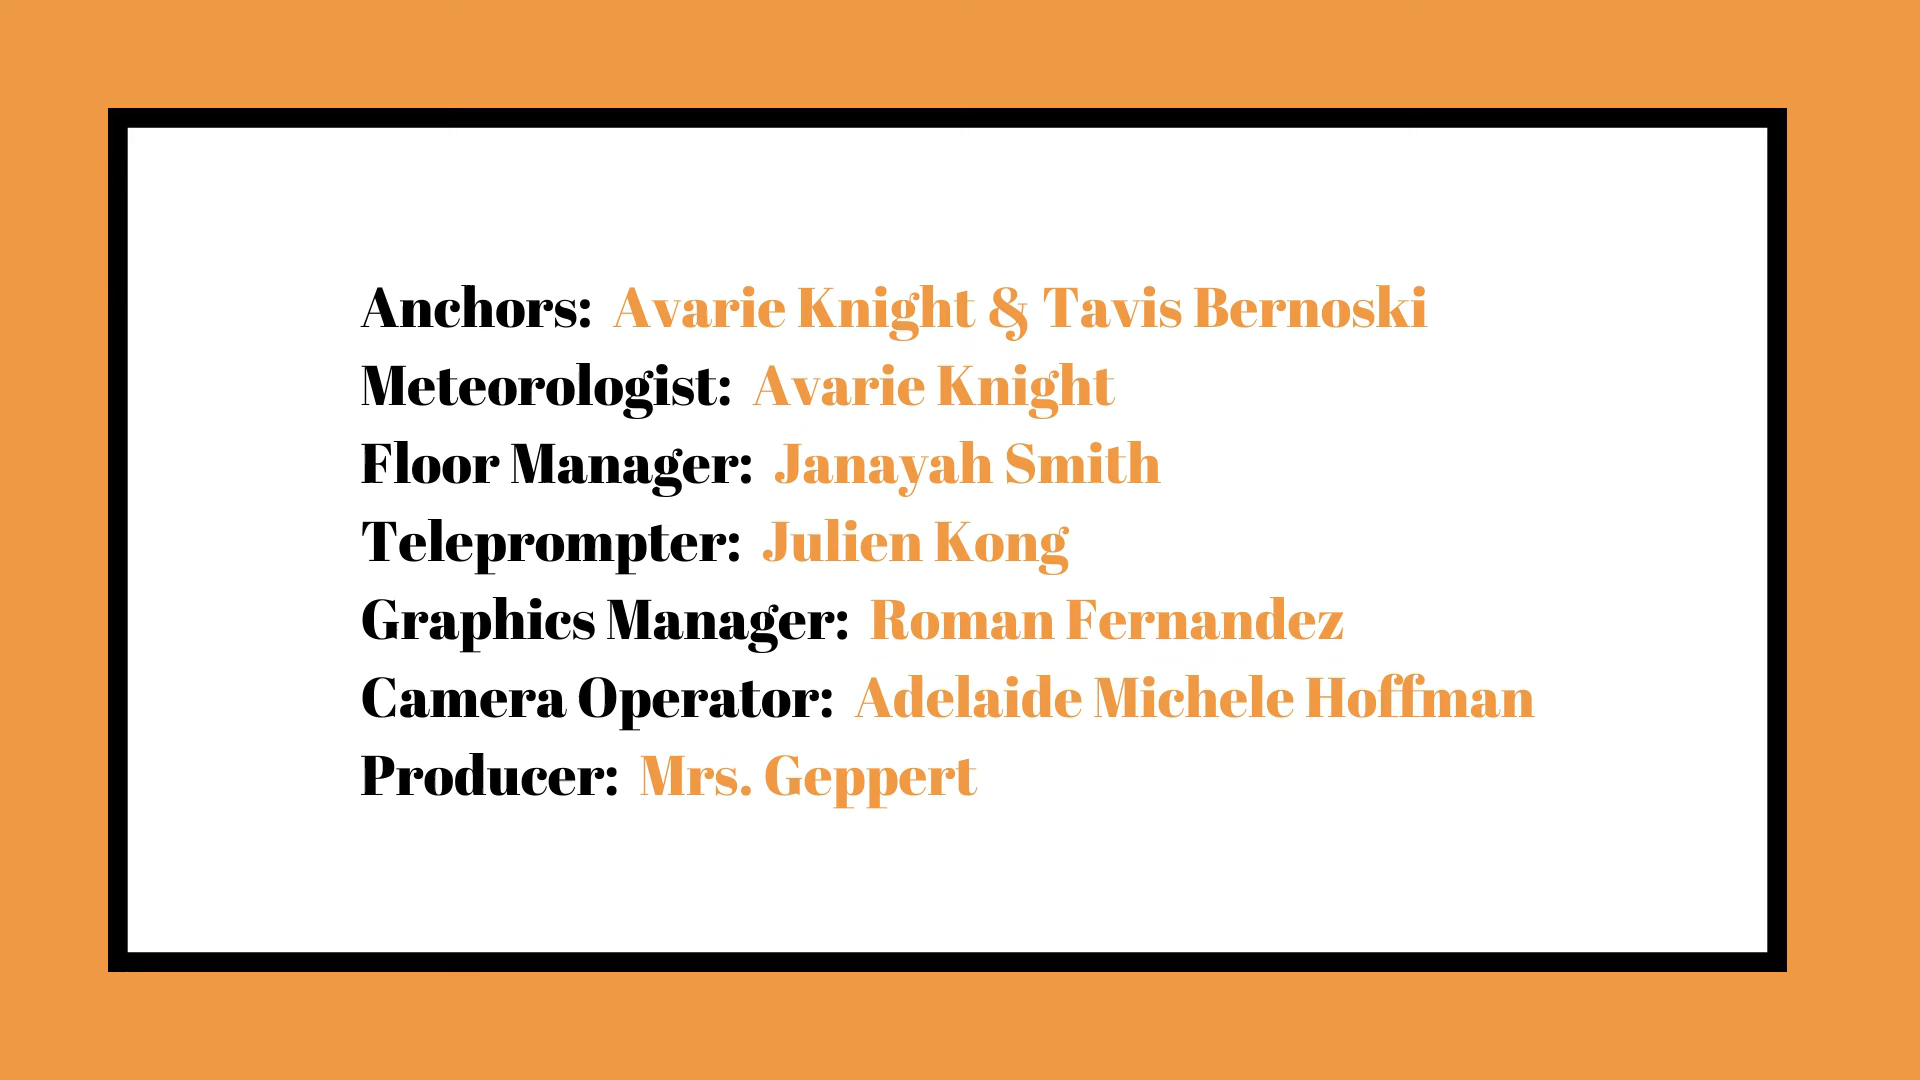 Anchors: Avarie Knight & Tavis Bernoski
Meteorologist: Avarie Knight
Floor Manager: Janayah Smith
Teleprompter: Julien Kong
Graphics Manager: Roman Fernandez
Camera Operator: Adelaide Michele Hoffman
Producer: Mrs. Geppert